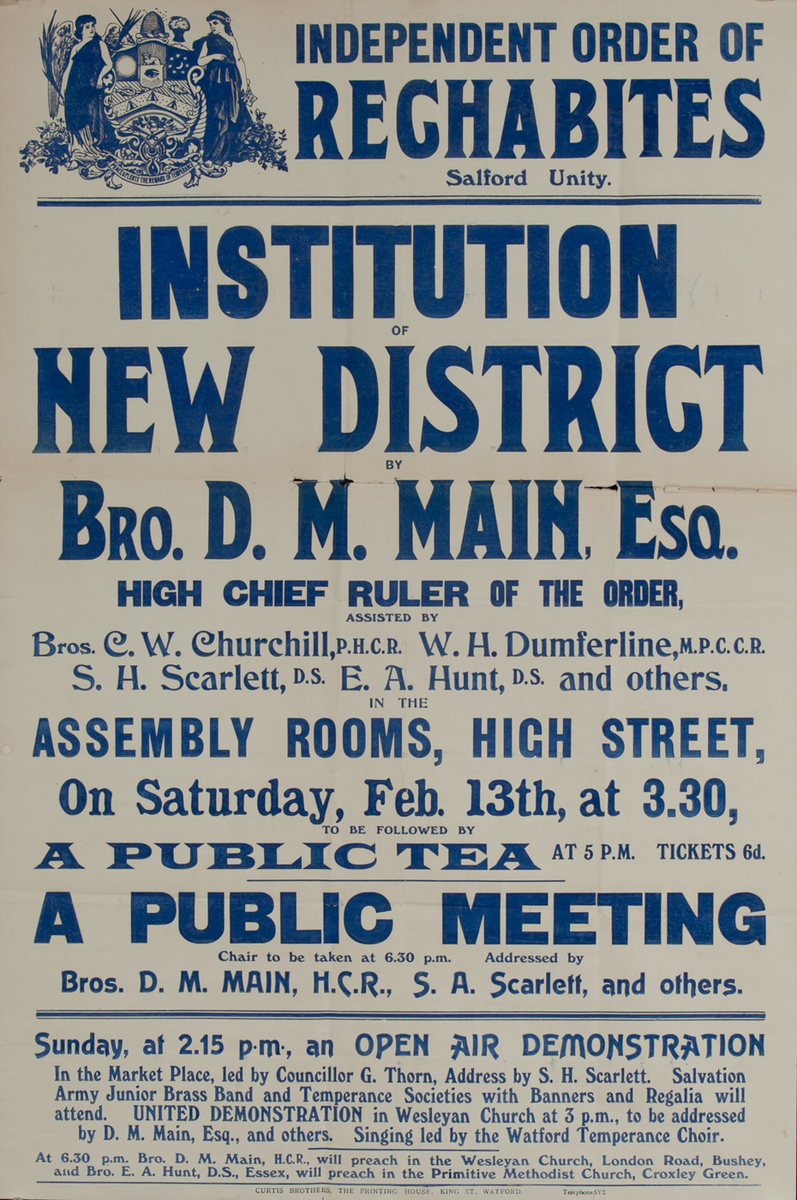 INDEPENDENT ORDER OF
RECHABITES
Salford Unity.
INSTITUTION
OF
NEW DISTRICT
BY
BRO. D. M. MAIN, ESQ.
HIGH CHIEF RULER OF THE ORDER,
ASSISTED BY
Bros. C. W. Churchill, P.H.C.R. W. H. Dumferline, M.P.C.C.R.
S. H. Scarlett, D.S. E. A. Hunt, D.S. and others.
IN THE
ASSEMBLY ROOMS, HIGH STREET,
On Saturday, Feb. 13th, at 3.30,
TO BE FOLLOWED BY
A PUBLIC TEA AT 5 P.M. TICKETS 6d.
A PUBLIC MEETING
Chair to be taken at 6.30 p.m. Addressed by
Bros. D. M. MAIN, H.C.R., S. A. Scarlett, and others.
Sunday, at 2.15 p.m., an OPEN AIR DEMONSTRATION
In the Market Place, led by Councillor G. Thorn, Address by S. H. Scarlett. Salvation
Army Junior Brass Band and Temperance Societies with Banners and Regalia will
attend. UNITED DEMONSTRATION in Wesleyan Church at 3 p.m., to be addressed
by D. M. Main, Esq., and others. Singing led by the Watford Temperance Choir.
At 6.30 p.m. Bro. D. M. Main, H.C.R., will preach in the Wesleyan Church, London Road, Bushey,
and Bro. E. A. Hunt, D.S., Essex, will preach in the Primitive Methodist Church, Croxley Green.
CURTIS BROTHERS, THE PRINTING HOUSE, KING ST., WATFORD. Telephone